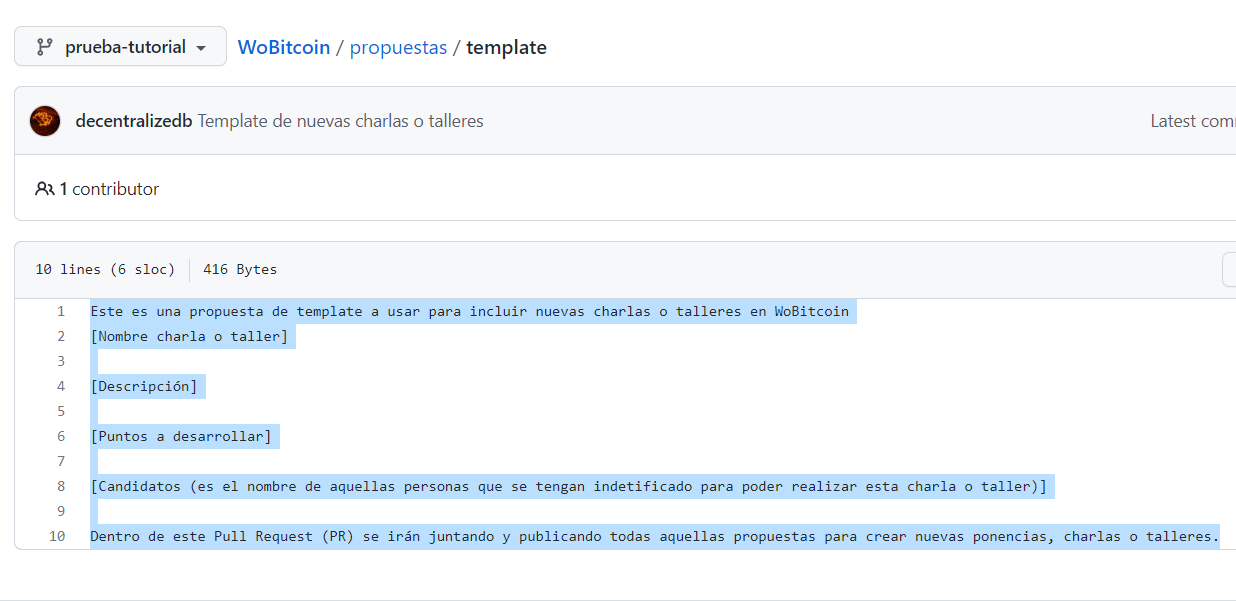 prueba-tutorial WoBitcoin / propuestas / template
decentralizedb Template de nuevas charlas o talleres Latest
1 contributor
10 lines (6 sloc) 416 Bytes
1 Este es una propuesta de template a usar para incluir nuevas charlas o talleres en WoBitcoin
2 [Nombre charla o taller]
3
4 [Descripción]
5
6 [Puntos a desarrollar]
7
8 [Candidatos (es el nombre de aquellas personas que se tengan indetificado para poder realizar esta charla o taller)]
9
10 Dentro de este Pull Request (PR) se irán juntando y publicando todas aquellas propuestas para crear nuevas ponencias, charlas o talleres.